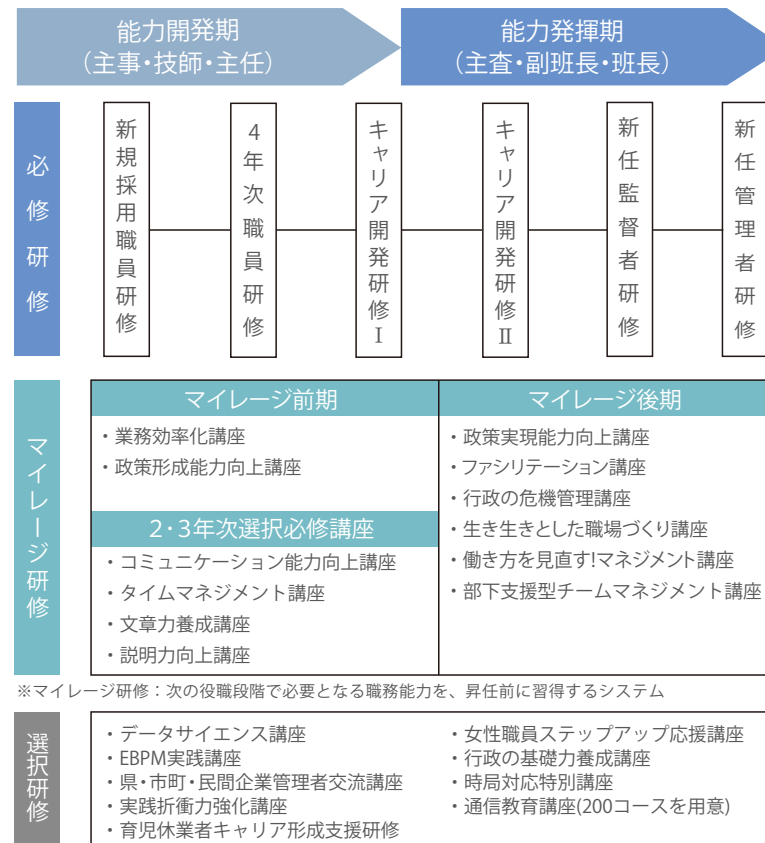 能力開発期
（主事・技師・主任）
能力発揮期
（主査・副班長・班長）
必修研修
新規採用職員研修
4年次職員研修
キャリア開発研修Ⅰ
キャリア開発研修Ⅱ
新任監督者研修
新任管理者研修
マイレージ研修
マイレージ前期
・業務効率化講座
・政策形成能力向上講座
2・3年次選択必修講座
・コミュニケーション能力向上講座
・タイムマネジメント講座
・文章力養成講座
・説明力向上講座
マイレージ後期
・政策実現能力向上講座
・ファシリテーション講座
・行政の危機管理講座
・生き生きとした職場づくり講座
・働き方を見直す!マネジメント講座
・部下支援型チームマネジメント講座
※マイレージ研修：次の役職段階で必要となる職務能力を、昇任前に習得するシステム
選択研修
・データサイエンス講座
・EBPM実践講座
・県・市町・民間企業管理者交流講座
・実践折衝力強化講座
・育児休業者キャリア形成支援研修
・女性職員ステップアップ応援講座
・行政の基礎力養成講座
・時局対応特別講座
・通信教育講座(200コースを用意)